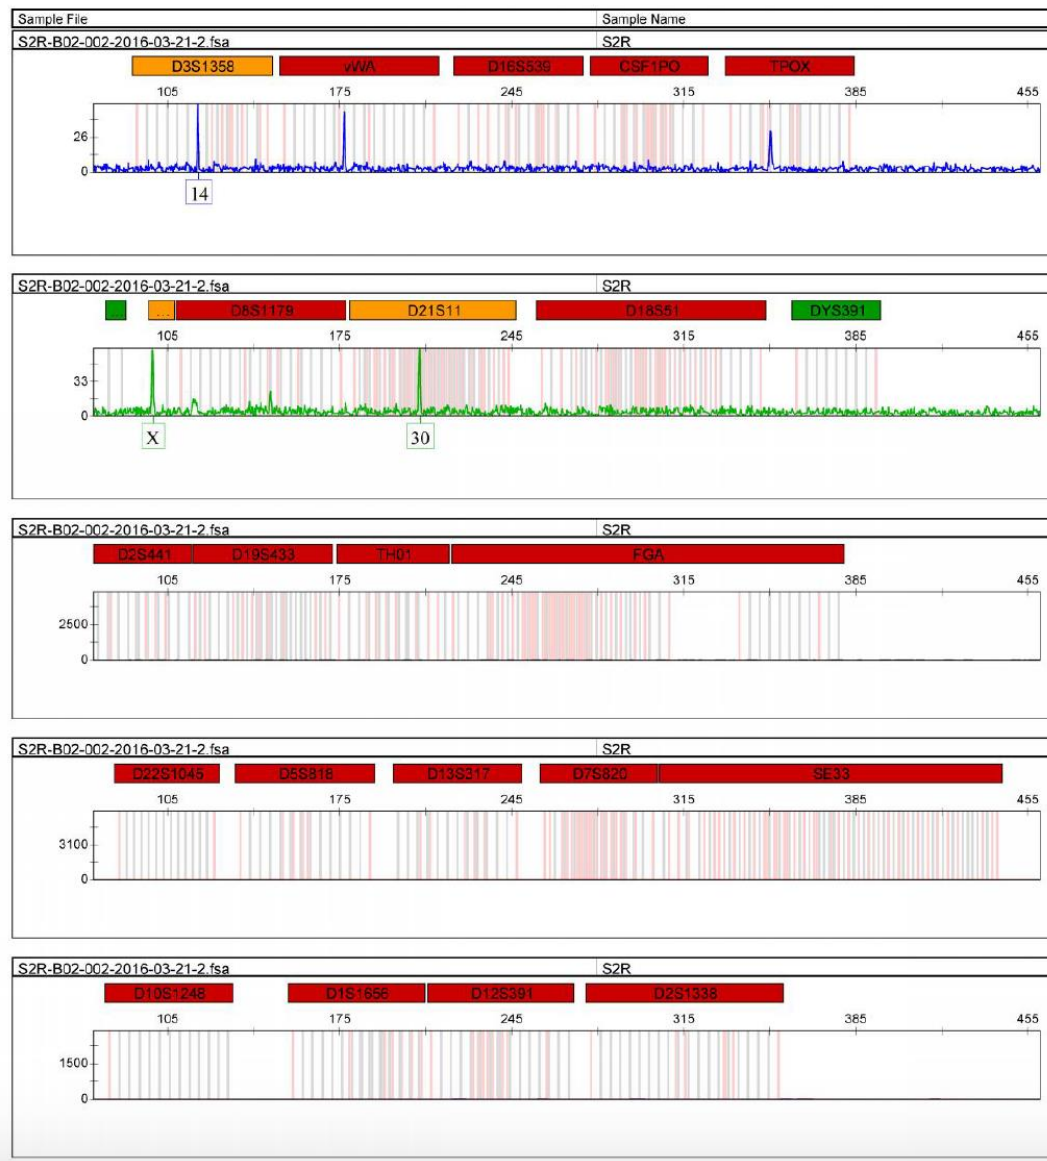 Sample File Sample Name
S2R-B02-002-2016-03-21-2.fsa S2R
D3S1358 vWA D16S539 CSF1PO TPOX
105 175 245 315 385 455
26
0
14
S2R-B02-002-2016-03-21-2.fsa S2R
... D8S1179 D21S11 D18S51 DYS391
105 175 245 315 385 455
33
0
X 30
S2R-B02-002-2016-03-21-2.fsa S2R
D2S441 D19S433 TH01 FGA
105 175 245 315 385 455
2500
0
S2R-B02-002-2016-03-21-2.fsa S2R
D22S1045 D5S818 D13S317 D7S820 SE33
105 175 245 315 385 455
3100
0
S2R-B02-002-2016-03-21-2.fsa S2R
D10S1248 D1S1656 D12S391 D2S1338
105 175 245 315 385 455
1500
0